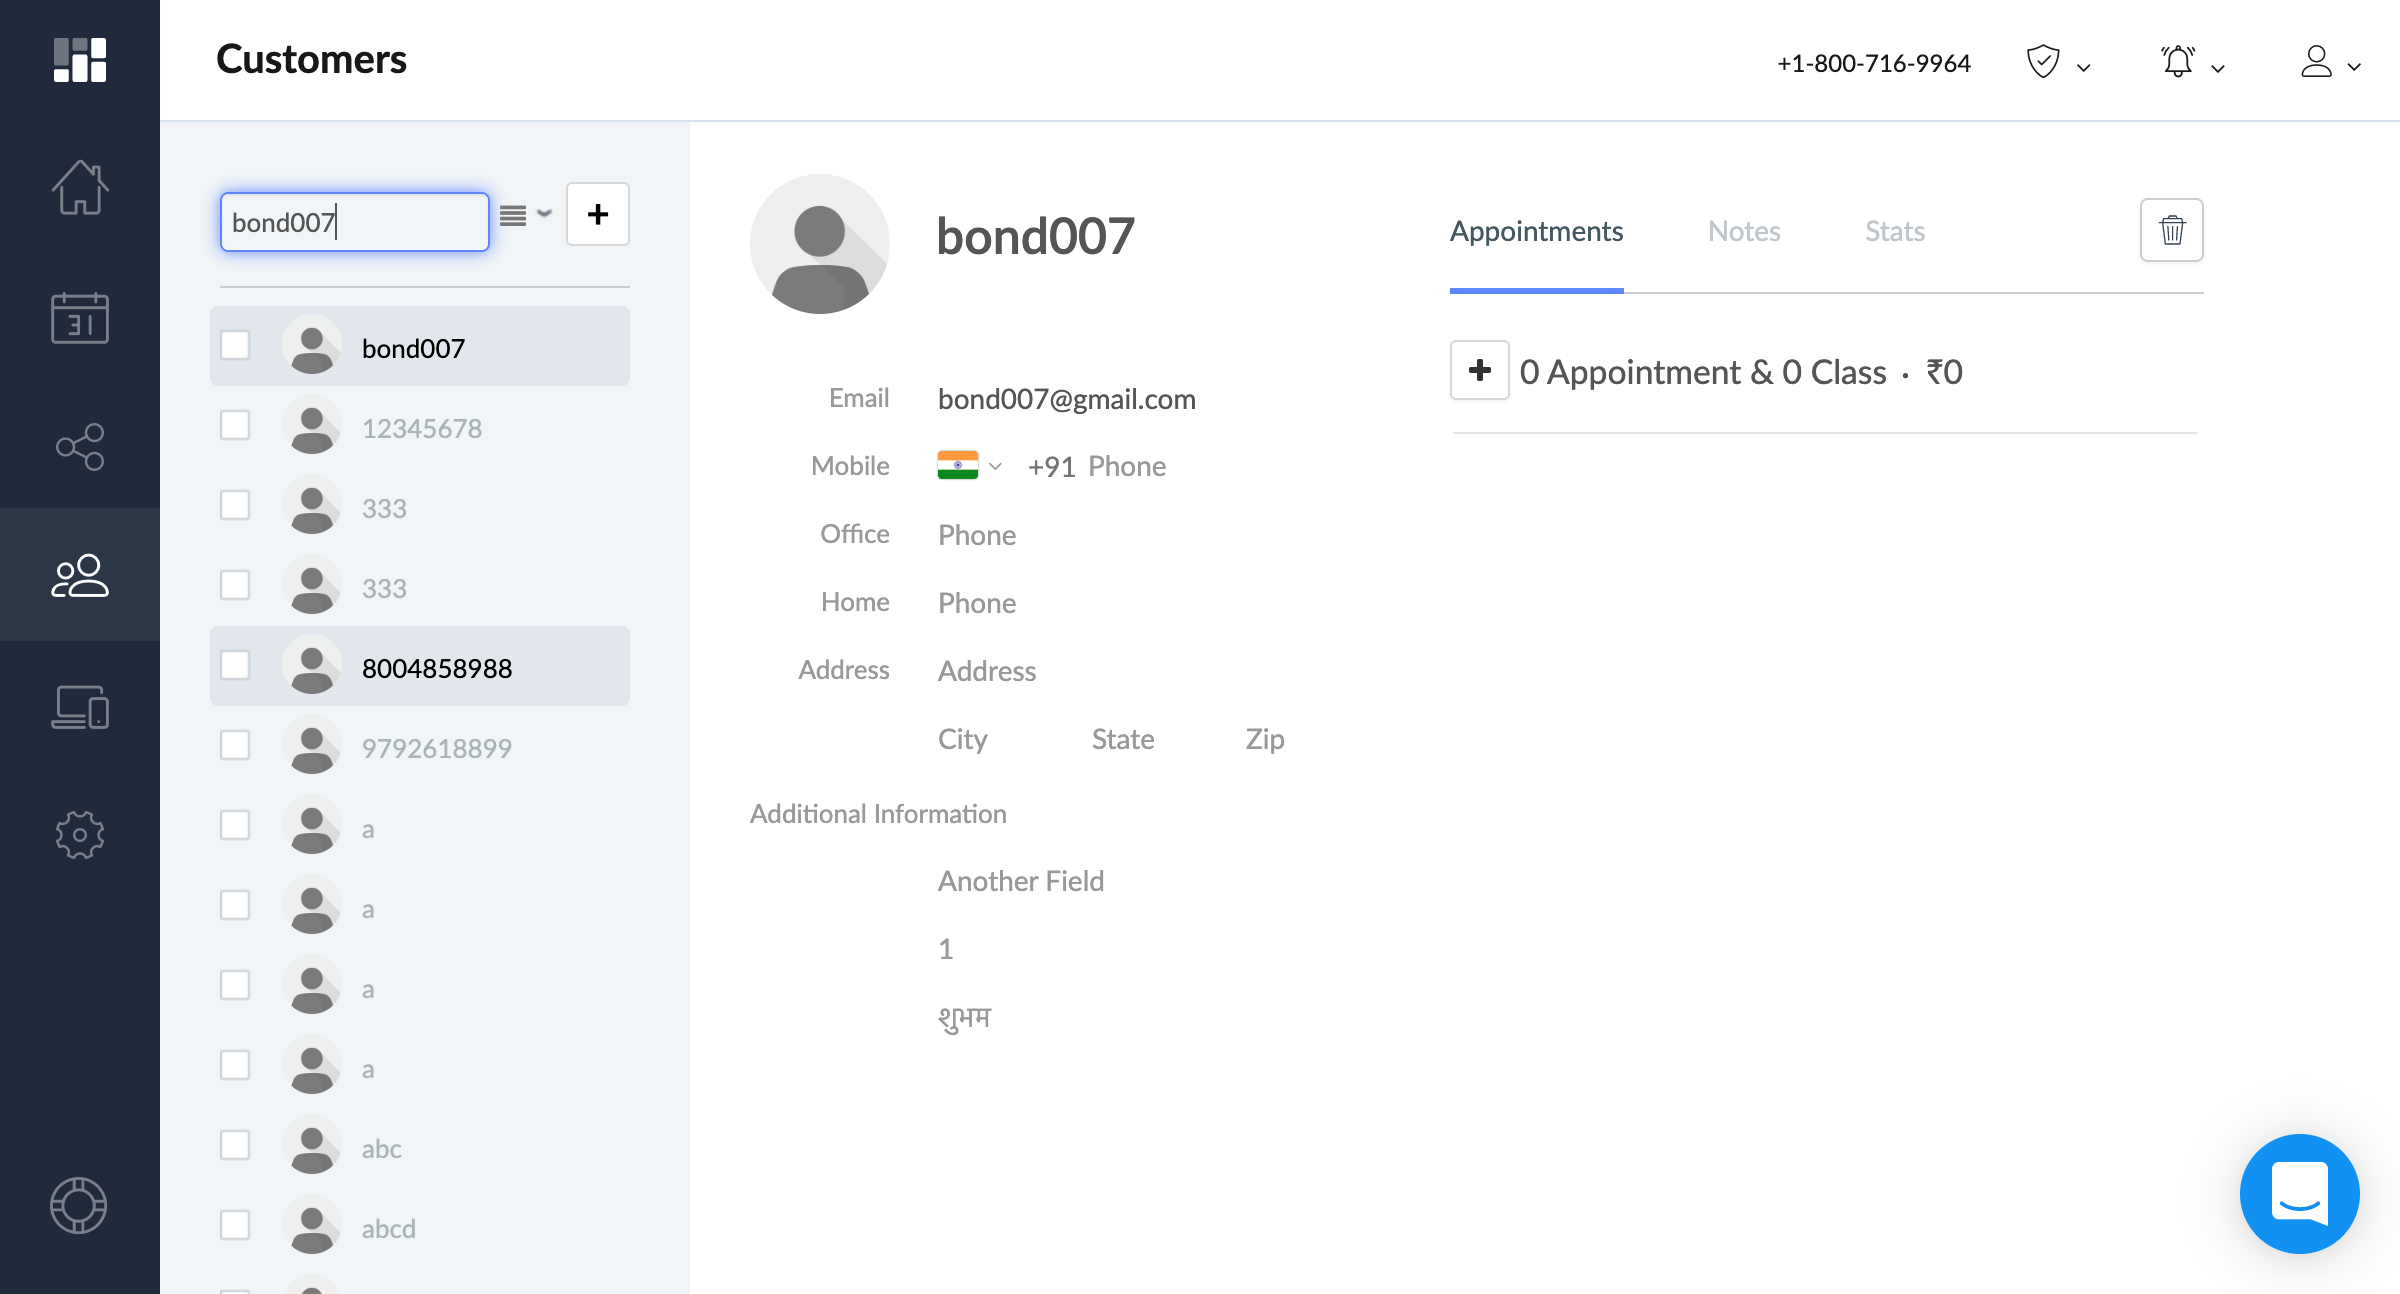 Customers
+1-800-716-9964
31
bond007
bond007
12345678
333
333
8004858988
9792618899
a
a
a
a
abc
abcd
bond007
Email bond007@gmail.com
Mobile +91 Phone
Office Phone
Home Phone
Address Address
City State Zip
Additional Information
Another Field
1
शुभम
Appointments Notes Stats
0 Appointment & 0 Class · ₹0